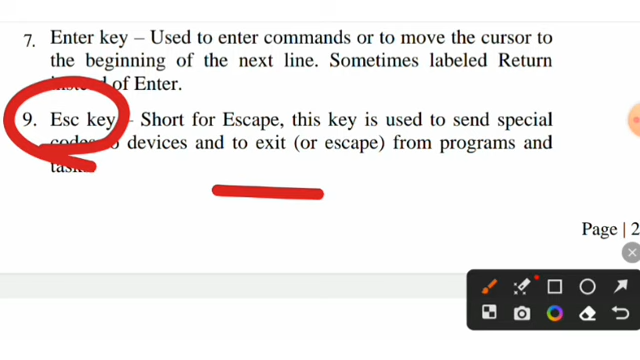 7. Enter key – Used to enter commands or to move the cursor to
the beginning of the next line. Sometimes labeled Return
of Enter.
9. Esc key – Short for Escape, this key is used to send special
devices and to exit (or escape) from programs and
Page | 2